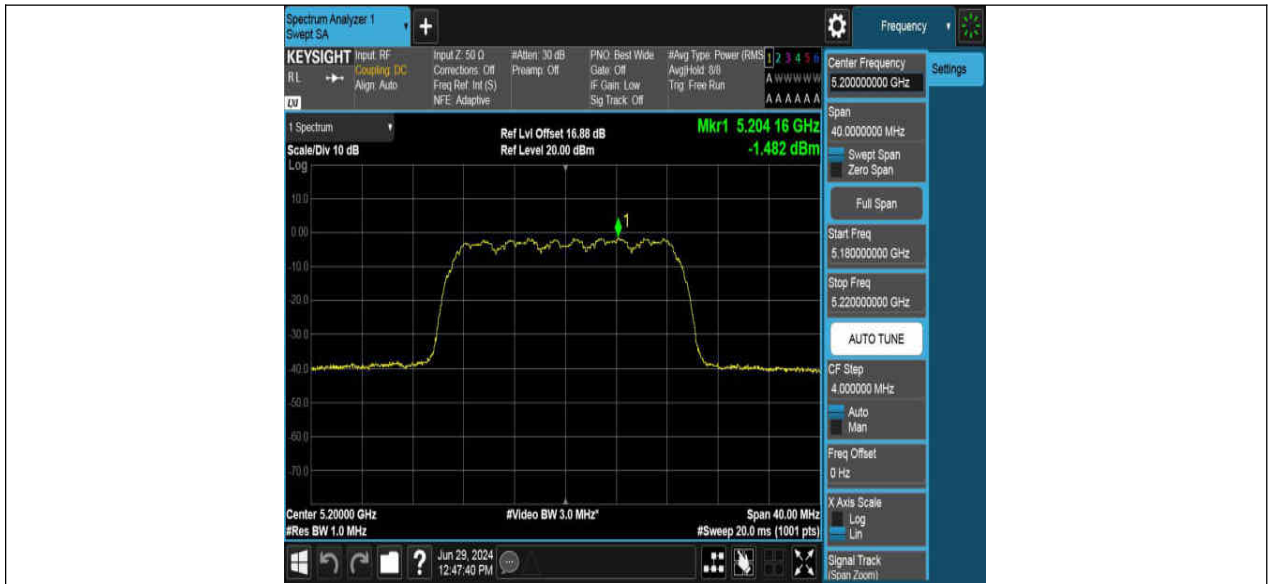 Spectrum Analyzer 1
Swept SA
+
Frequency
KEYSIGHT
RL
LXI
Input: RF
Coupling: DC
Align: Auto
Input Z: 50 Ω
Corrections: Off
Freq Ref: Int (S)
NFE: Adaptive
#Atten: 30 dB
Preamp: Off
PNO: Best Wide
Gate: Off
IF Gain: Low
Sig Track: Off
#Avg Type: Power (RMS
Avg|Hold: 8/8
Trig: Free Run
1 2 3 4 5 6
A W W W W W
A A A A A A
Center Frequency
5.200000000 GHz
Settings
1 Spectrum
Scale/Div 10 dB
Ref Lvl Offset 16.88 dB
Ref Level 20.00 dBm
Mkr1 5.204 16 GHz
-1.482 dBm
Log
10.0
0.00
-10.0
-20.0
-30.0
-40.0
-50.0
-60.0
-70.0
1
Center 5.20000 GHz
#Res BW 1.0 MHz
#Video BW 3.0 MHz*
Span 40.00 MHz
#Sweep 20.0 ms (1001 pts)
Span
40.0000000 MHz
Swept Span
Zero Span
Full Span
Start Freq
5.180000000 GHz
Stop Freq
5.220000000 GHz
AUTO TUNE
CF Step
4.000000 MHz
Auto
Man
Freq Offset
0 Hz
X Axis Scale
Log
Lin
Signal Track
(Span Zoom)
?
Jun 29, 2024
12:47:40 PM